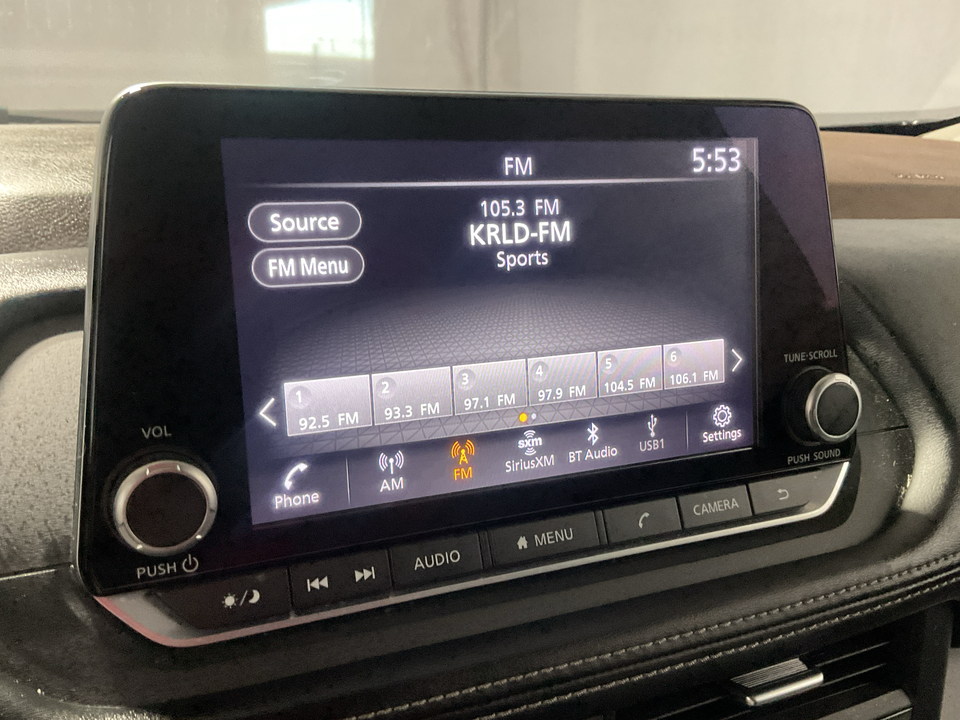 FM
5:53
Source
105.3 FM
KRLD-FM
FM Menu
Sports
1
92.5 FM
2
93.3 FM
3
97.1 FM
4
97.9 FM
5
104.5 FM
6
106.1 FM
Phone
AM
FM
sxm
SiriusXM
BT Audio
USB1
Settings
VOL
PUSH
TUNE·SCROLL
PUSH SOUND
AUDIO
MENU
CAMERA